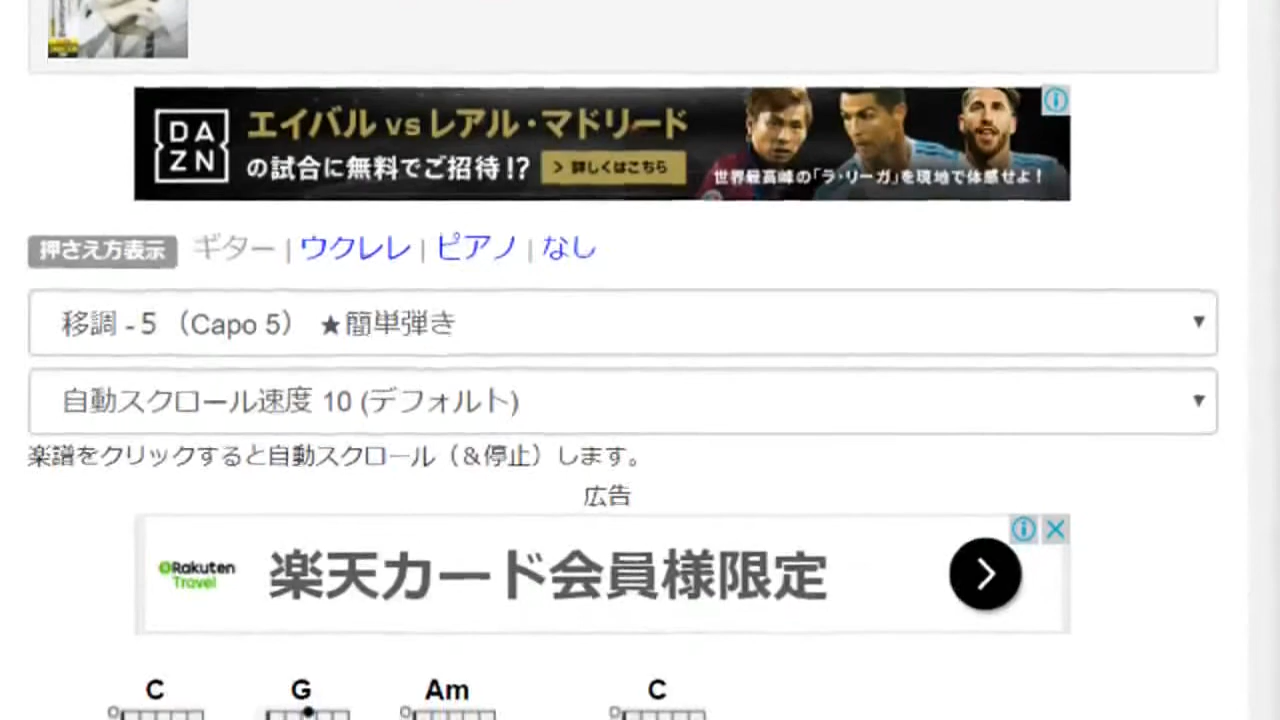 DAZN
エイバル vs レアル・マドリード
の試合に無料でご招待!?
> 詳しくはこちら
世界最高峰の「ラ・リーガ」を現地で体感せよ！
押さえ方表示 ギター | ウクレレ | ピアノ | なし
移調 -5 （Capo 5） ★簡単弾き
自動スクロール速度 10 (デフォルト)
楽譜をクリックすると自動スクロール（＆停止）します。
広告
Rakuten
Travel
楽天カード会員様限定
C G Am C